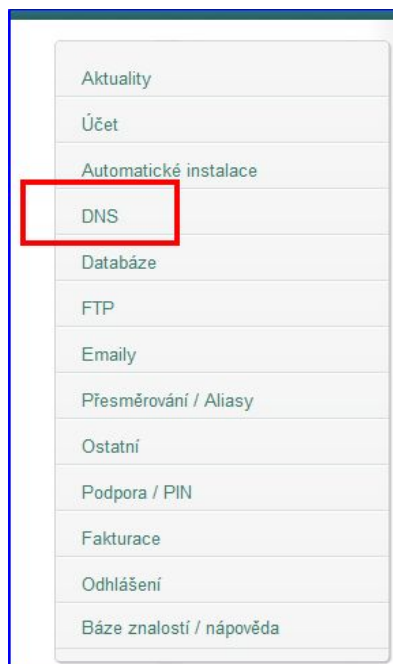 Aktuality
Účet
Automatické instalace
DNS
Databáze
FTP
Emaily
Přesměrování / Aliasy
Ostatní
Podpora / PIN
Fakturace
Odhlášení
Báze znalostí / nápověda